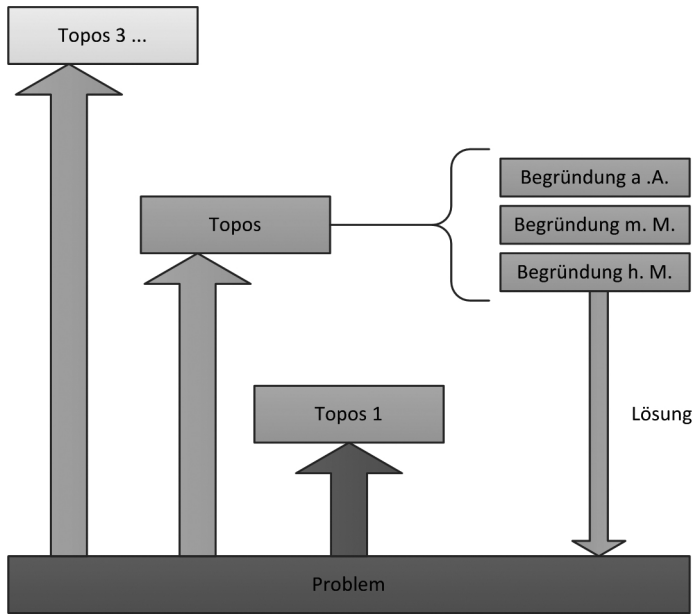 Topos 3 ...
Begründung a .A.
Topos
Begründung m. M.
Begründung h. M.
Topos 1
Lösung
Problem